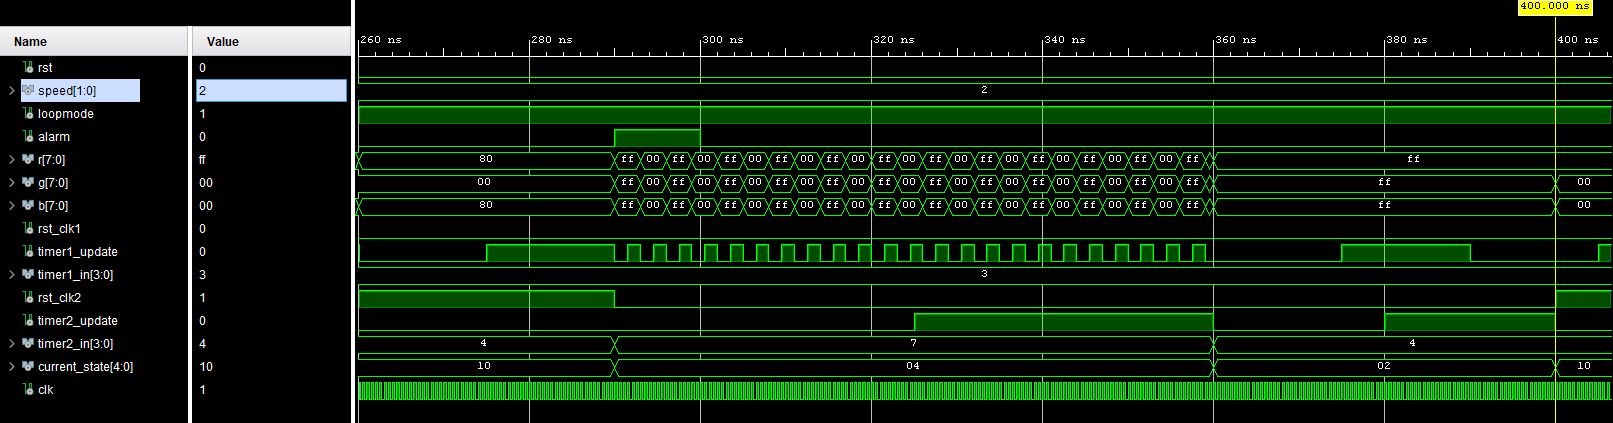 400.000 ns
Name Value
260 ns 280 ns 300 ns 320 ns 340 ns 360 ns 380 ns 400 ns
rst 0
speed[1:0] 2 2
loopmode 1
alarm 0
r[7:0] ff 80 ff 00 ff 00 ff 00 ff 00 ff 00 ff 00 ff 00 ff 00 ff 00 ff 00 ff 00 ff ff
g[7:0] 00 00 ff 00 ff 00 ff 00 ff 00 ff 00 ff 00 ff 00 ff 00 ff 00 ff 00 ff 00 ff ff 00
b[7:0] 00 80 ff 00 ff 00 ff 00 ff 00 ff 00 ff 00 ff 00 ff 00 ff 00 ff 00 ff 00 ff ff 00
rst_clk1 0
timer1_update 0
timer1_in[3:0] 3 3
rst_clk2 1
timer2_update 0
timer2_in[3:0] 4 4 7 4
current_state[4:0] 10 10 04 02 10
clk 1